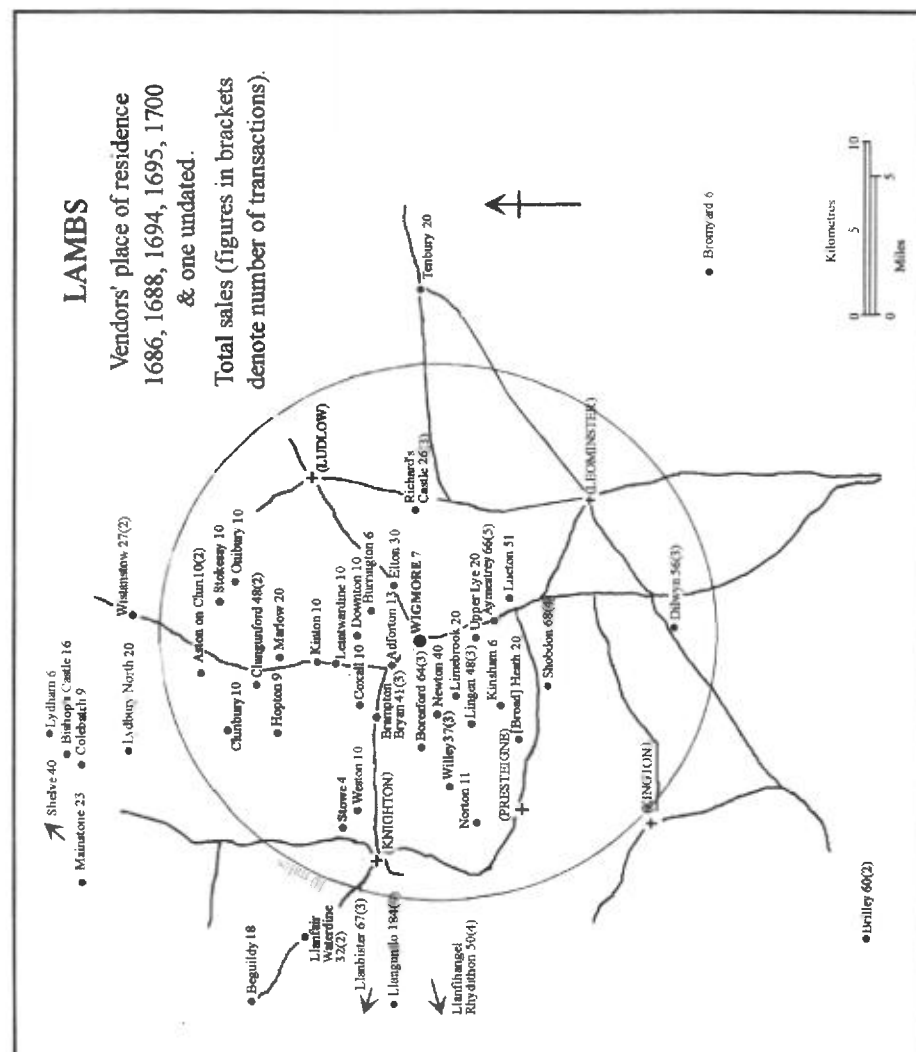 LAMBS
Vendors' place of residence
1686, 1688, 1694, 1695, 1700
& one undated.
Total sales (figures in brackets
denote number of transactions).
Shelve 40
Lydham 6
Bishop's Castle 16
Colebatch 9
Mainstone 23
Wistanstow 27(2)
Lydbury North 20
Aston on Clun 10(2)
Stokesay 10
Onibury 10
Clunbury 10
Clungunford 48(2)
Hopton 9
Marlow 20
Beguildy 18
(LUDLOW)
Kinton 10
Leintwardine 10
Downton 10
Burrington 6
Coxall 10
Llanfair
Waterdine
32(2)
Stowe 4
Weston 10
Llanbister 67(3)
(KNIGHTON)
Brampton
Bryan 41(3)
Adforton 13
Elton 30
Llangunllo 184
WIGMORE 7
Richard's
Castle 26(3)
Tenbury 20
10 miles
Boresford 64(3)
Newton 40
Willey 37(3)
Limebrook 20
Llanfihangel
Rhydithon 50(4)
Norton 11
Lingen 48(3)
Upper Lye 20
Aymestrey 66(5)
Kinsham 6
Lucton 51
(PRESTEIGNE)
[Broad] Heath 20
Shobdon 68(4)
(LEOMINSTER)
(KINGTON)
Dilwyn 56(3)
Bromyard 6
Brilley 60(2)
Kilometres
5
10
0
5
Miles